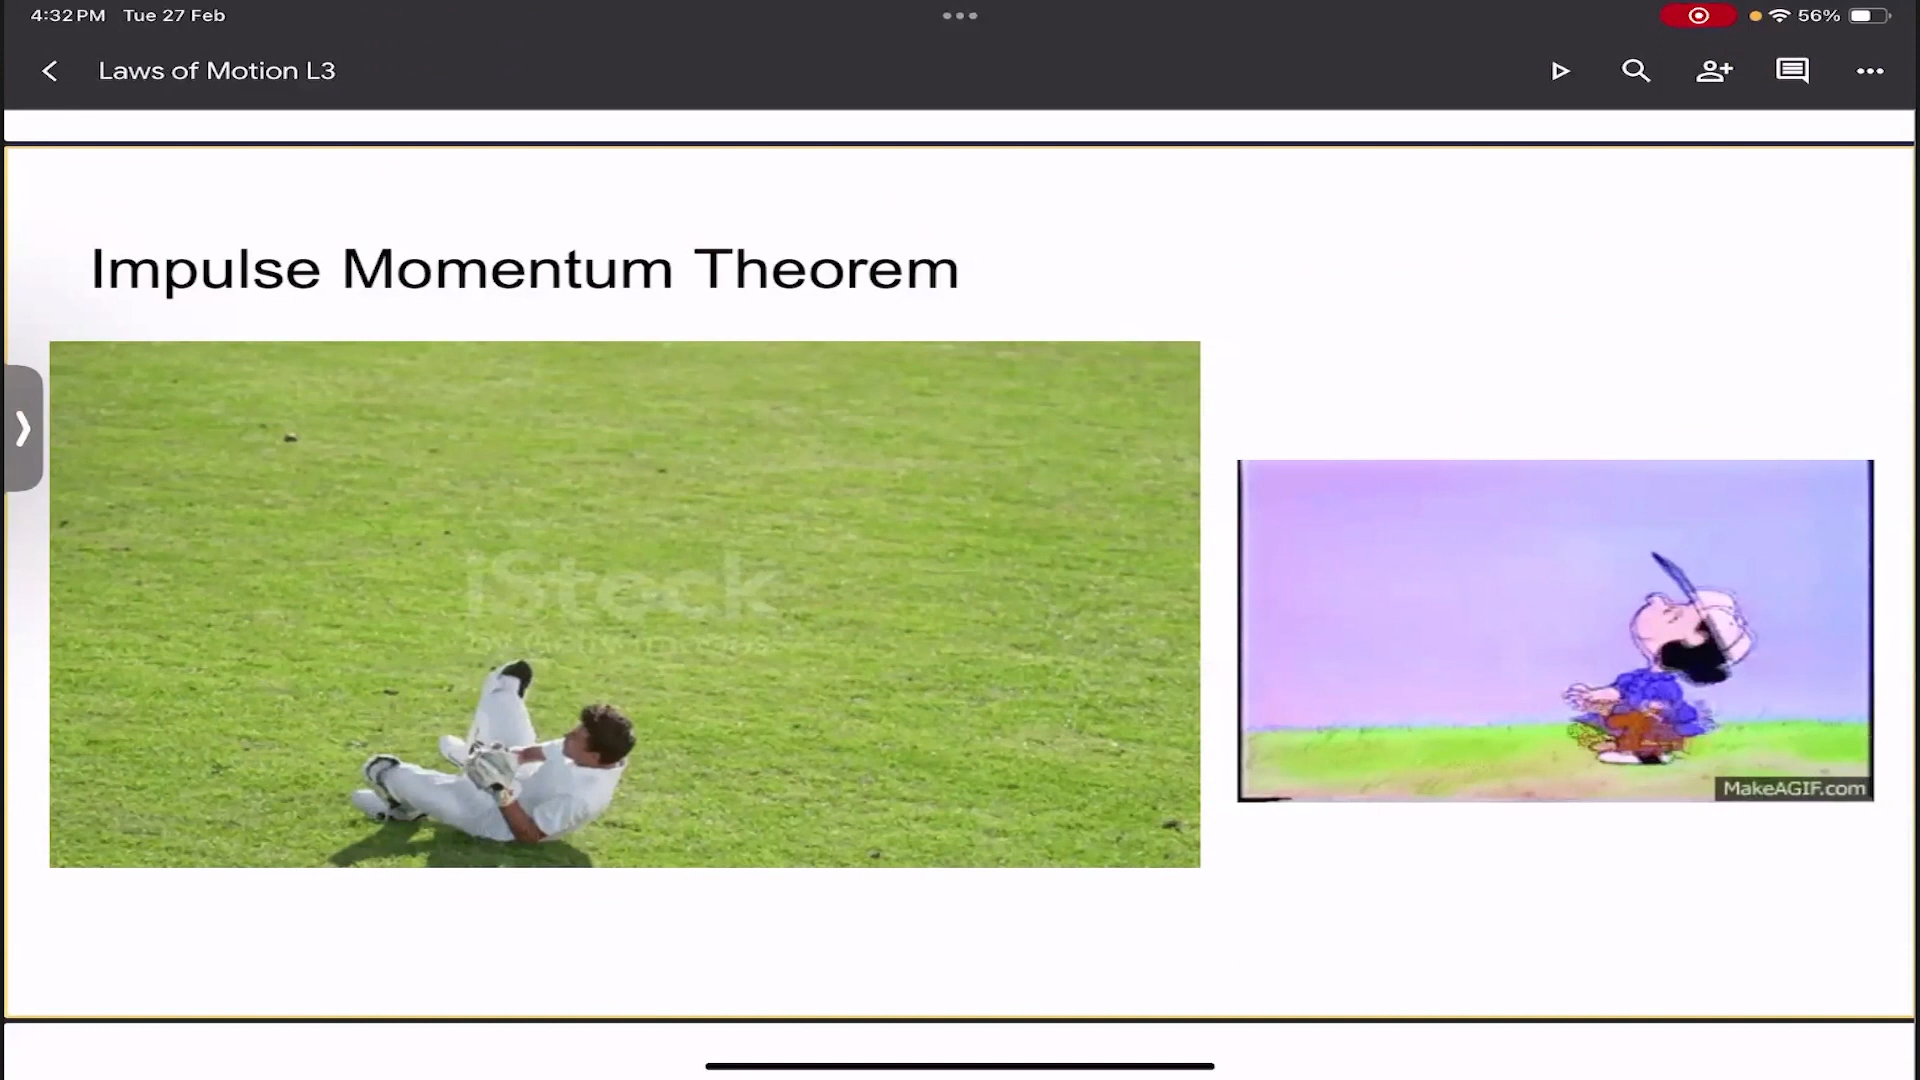 4:32 PM Tue 27 Feb
56%
Laws of Motion L3
Impulse Momentum Theorem
iStock
MakeAGIF.com